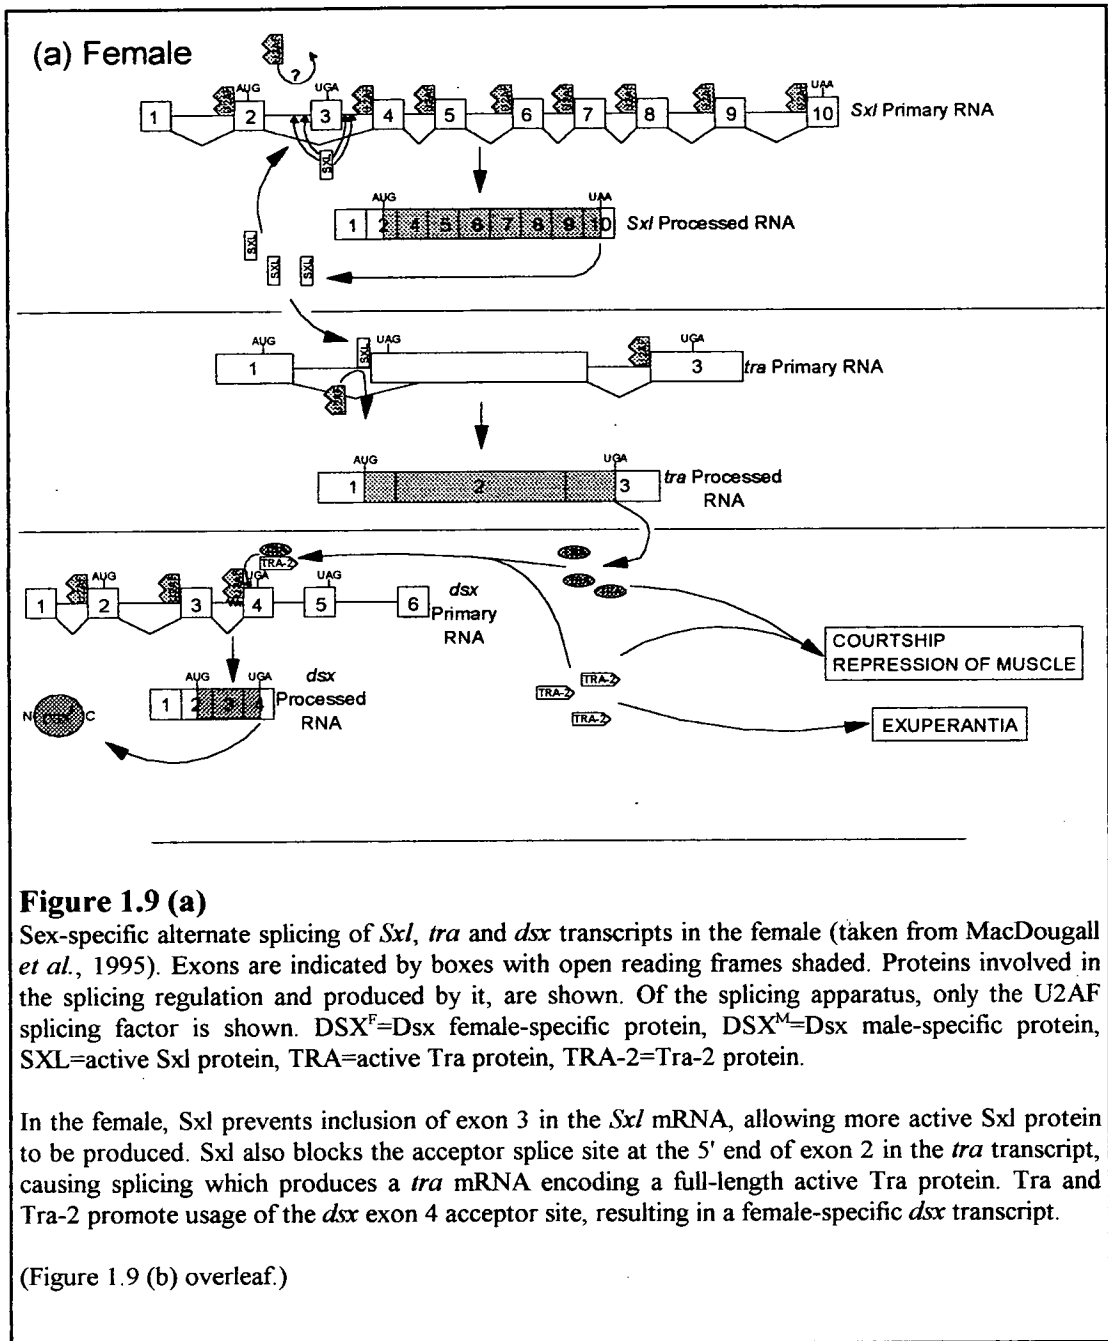 (a) Female
?
AUG
UGA
UAA
1 2 3 4 5 6 7 8 9 10
Sxl Primary RNA
SXL
AUG
UAA
1 2 4 5 6 7 8 9 10
Sxl Processed RNA
SXL
SXL
SXL
AUG
SXL
UAG
UGA
1
3
tra Primary RNA
AUG
UGA
1 2 3
tra Processed
RNA
TRA-2
AUG
UGA
UAG
1 2 3 4 5 6
dsx
Primary
RNA
COURTSHIP
REPRESSION OF MUSCLE
AUG
UGA
1 2 3 4
dsx
Processed
RNA
TRA-2
TRA-2
TRA-2
N
C
EXUPERANTIA
Figure 1.9 (a)
Sex-specific alternate splicing of Sxl, tra and dsx transcripts in the female (taken from MacDougall
et al., 1995). Exons are indicated by boxes with open reading frames shaded. Proteins involved in
the splicing regulation and produced by it, are shown. Of the splicing apparatus, only the U2AF
splicing factor is shown. DSXᶠ=Dsx female-specific protein, DSXᴹ=Dsx male-specific protein,
SXL=active Sxl protein, TRA=active Tra protein, TRA-2=Tra-2 protein.
In the female, Sxl prevents inclusion of exon 3 in the Sxl mRNA, allowing more active Sxl protein
to be produced. Sxl also blocks the acceptor splice site at the 5' end of exon 2 in the tra transcript,
causing splicing which produces a tra mRNA encoding a full-length active Tra protein. Tra and
Tra-2 promote usage of the dsx exon 4 acceptor site, resulting in a female-specific dsx transcript.
(Figure 1.9 (b) overleaf.)